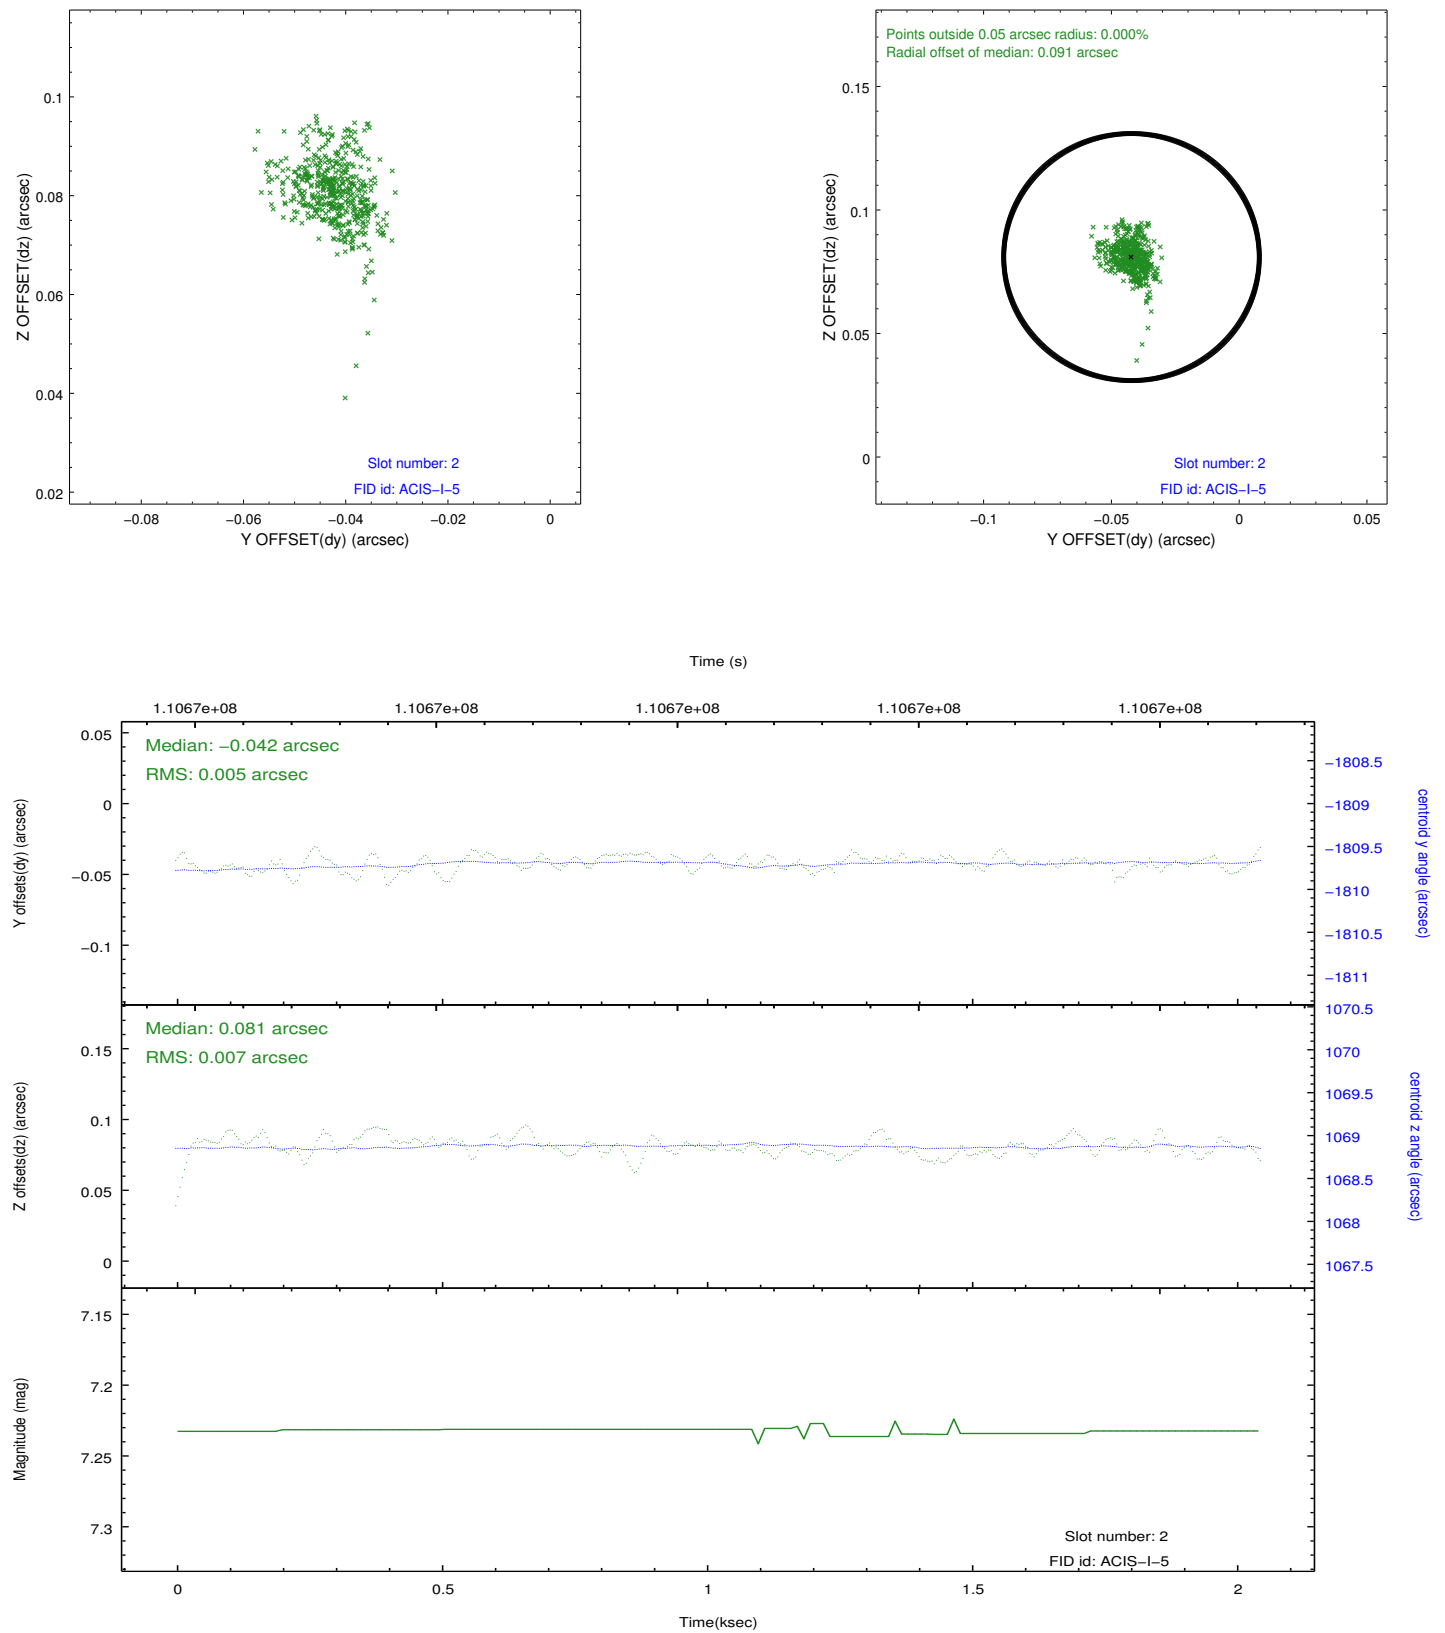 0.1
0.08
0.06
0.04
0.02
Z OFFSET(dz) (arcsec)
Slot number: 2
FID id: ACIS−I−5
−0.08
−0.06
−0.04
−0.02
0
Y OFFSET(dy) (arcsec)
Points outside 0.05 arcsec radius: 0.000%
Radial offset of median: 0.091 arcsec
0.15
0.1
0.05
0
Z OFFSET(dz) (arcsec)
Slot number: 2
FID id: ACIS−I−5
−0.1
−0.05
0
0.05
Y OFFSET(dy) (arcsec)
Time (s)
1.1067e+08
1.1067e+08
1.1067e+08
1.1067e+08
1.1067e+08
Median: −0.042 arcsec
RMS: 0.005 arcsec
0.05
0
−0.05
−0.1
Y offsets(dy) (arcsec)
−1808.5
−1809
−1809.5
−1810
−1810.5
−1811
centroid y angle (arcsec)
Median: 0.081 arcsec
RMS: 0.007 arcsec
0.15
0.1
0.05
0
Z offsets(dz) (arcsec)
1070.5
1070
1069.5
1069
1068.5
1068
1067.5
centroid z angle (arcsec)
7.15
7.2
7.25
7.3
Magnitude (mag)
Slot number: 2
FID id: ACIS−I−5
0
0.5
1
1.5
2
Time(ksec)